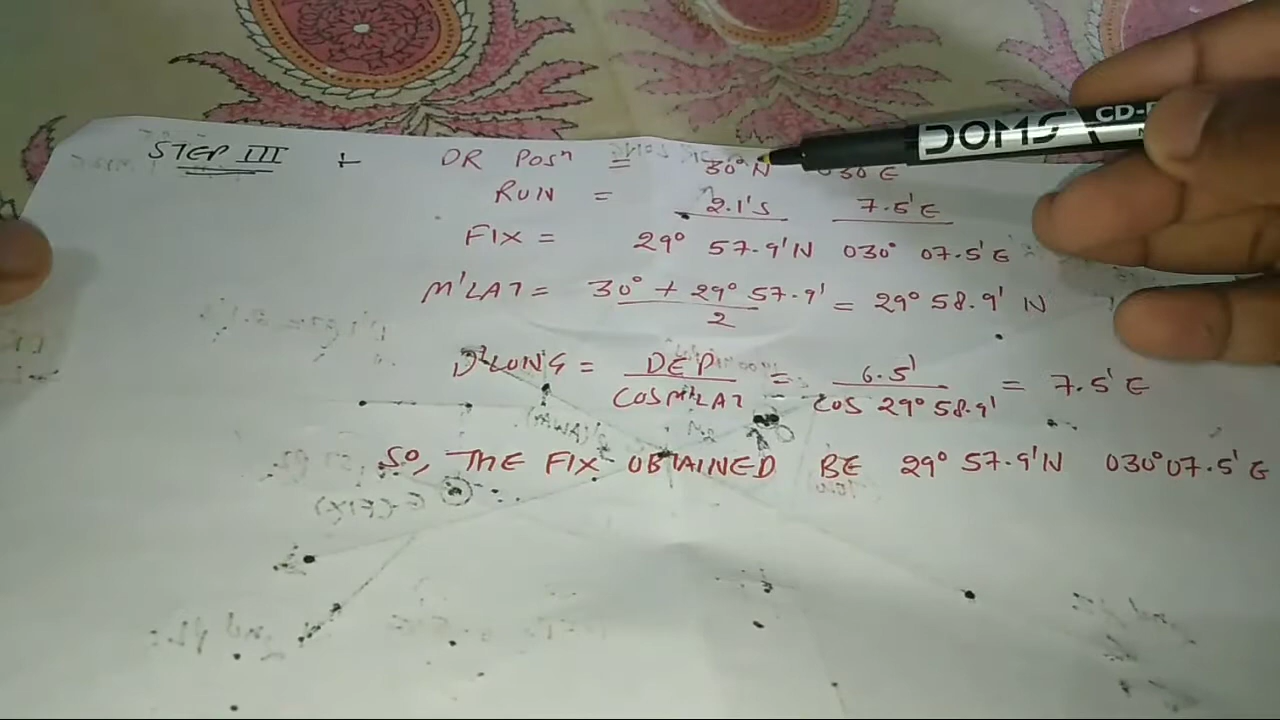 STEP III + DR POSⁿ = 30° N 030 E
RUN = 2.1'S 7.5'E
FIX = 29° 57.9'N 030° 07.5'E
M'LAT = 30° + 29° 57.9' / 2 = 29° 58.9' N
D'LONG = DEP / COS M'LAT = 6.5' / COS 29° 58.9' = 7.5' E
SO, THE FIX OBTAINED BE 29° 57.9'N 030° 07.5' E
DOMS CD-